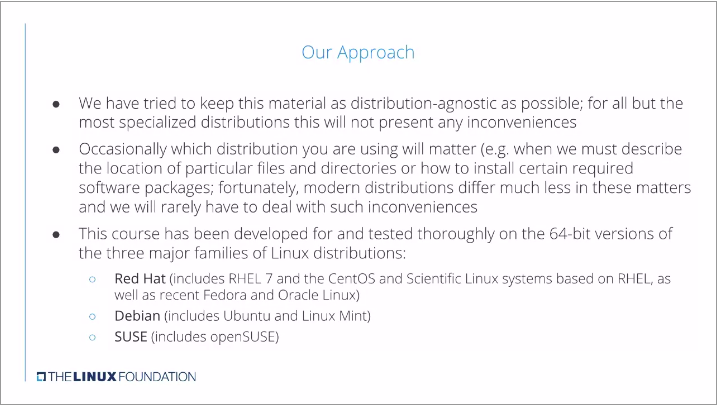 Our Approach
● We have tried to keep this material as distribution-agnostic as possible; for all but the
most specialized distributions this will not present any inconveniences
● Occasionally which distribution you are using will matter (e.g. when we must describe
the location of particular files and directories or how to install certain required
software packages; fortunately, modern distributions differ much less in these matters
and we will rarely have to deal with such inconveniences
● This course has been developed for and tested thoroughly on the 64-bit versions of
the three major families of Linux distributions:
○ Red Hat (includes RHEL 7 and the CentOS and Scientific Linux systems based on RHEL, as
well as recent Fedora and Oracle Linux)
○ Debian (includes Ubuntu and Linux Mint)
○ SUSE (includes openSUSE)
THE LINUX FOUNDATION